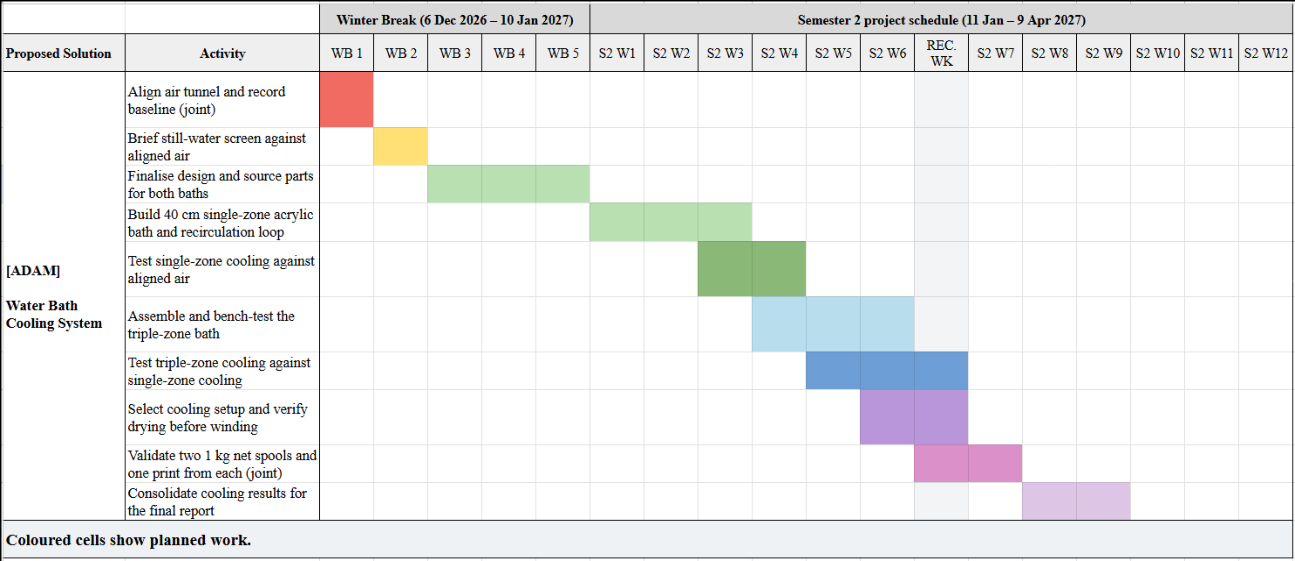 Winter Break (6 Dec 2026 – 10 Jan 2027)
Semester 2 project schedule (11 Jan – 9 Apr 2027)
Proposed Solution
Activity
WB 1
WB 2
WB 3
WB 4
WB 5
S2 W1
S2 W2
S2 W3
S2 W4
S2 W5
S2 W6
REC.
WK
S2 W7
S2 W8
S2 W9
S2 W10
S2 W11
S2 W12
[ADAM]
Water Bath
Cooling System
Align air tunnel and record
baseline (joint)
Brief still-water screen against
aligned air
Finalise design and source parts
for both baths
Build 40 cm single-zone acrylic
bath and recirculation loop
Test single-zone cooling against
aligned air
Assemble and bench-test the
triple-zone bath
Test triple-zone cooling against
single-zone cooling
Select cooling setup and verify
drying before winding
Validate two 1 kg net spools and
one print from each (joint)
Consolidate cooling results for
the final report
Coloured cells show planned work.